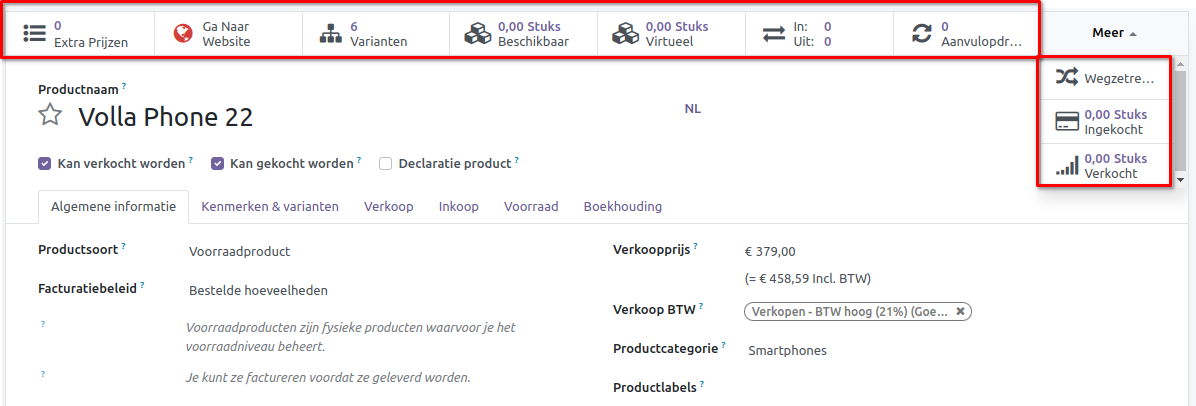 0
Extra Prijzen
Ga Naar
Website
6
Varianten
0,00 Stuks
Beschikbaar
0,00 Stuks
Virtueel
In: 0
Uit: 0
0
Aanvulopdr...
Meer
Wegzetre...
0,00 Stuks
Ingekocht
0,00 Stuks
Verkocht
Productnaam ?
Volla Phone 22
NL
Kan verkocht worden ?
Kan gekocht worden ?
Declaratie product ?
Algemene informatie
Kenmerken & varianten
Verkoop
Inkoop
Voorraad
Boekhouding
Productsoort ?
Voorraadproduct
Facturatiebeleid ?
Bestelde hoeveelheden
?
Voorraadproducten zijn fysieke producten waarvoor je het
voorraadniveau beheert.
?
Je kunt ze factureren voordat ze geleverd worden.
Verkoopprijs ?
€ 379,00
(= € 458,59 Incl. BTW)
Verkoop BTW ?
Verkopen - BTW hoog (21%) (Goe...
Productcategorie ?
Smartphones
Productlabels ?